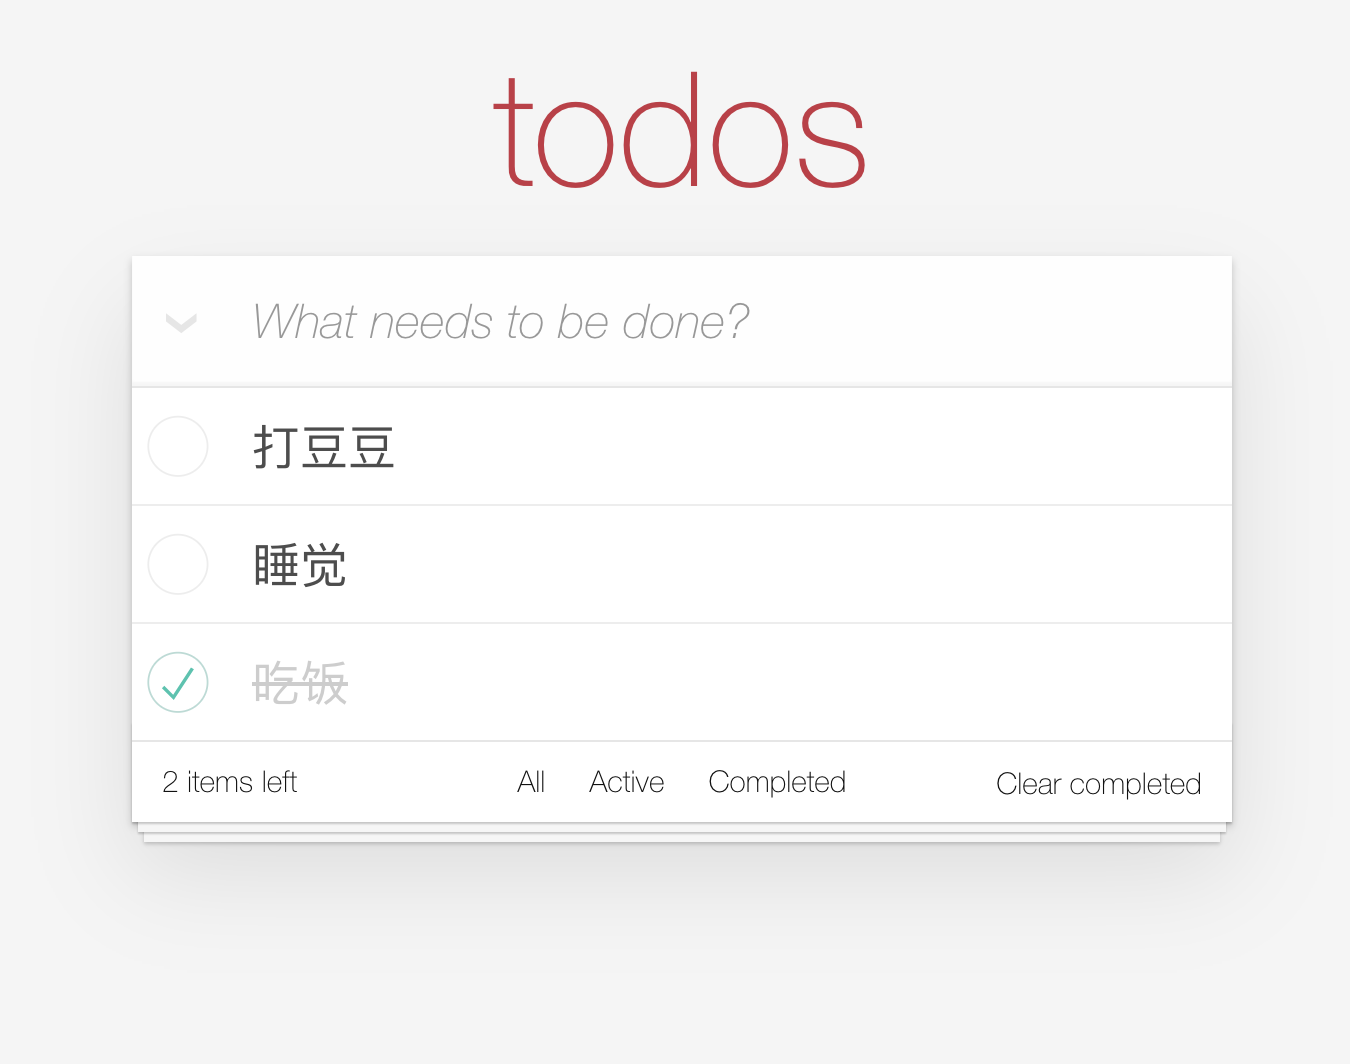 todos
What needs to be done?
打豆豆
睡觉
吃饭
2 items left All Active Completed Clear completed